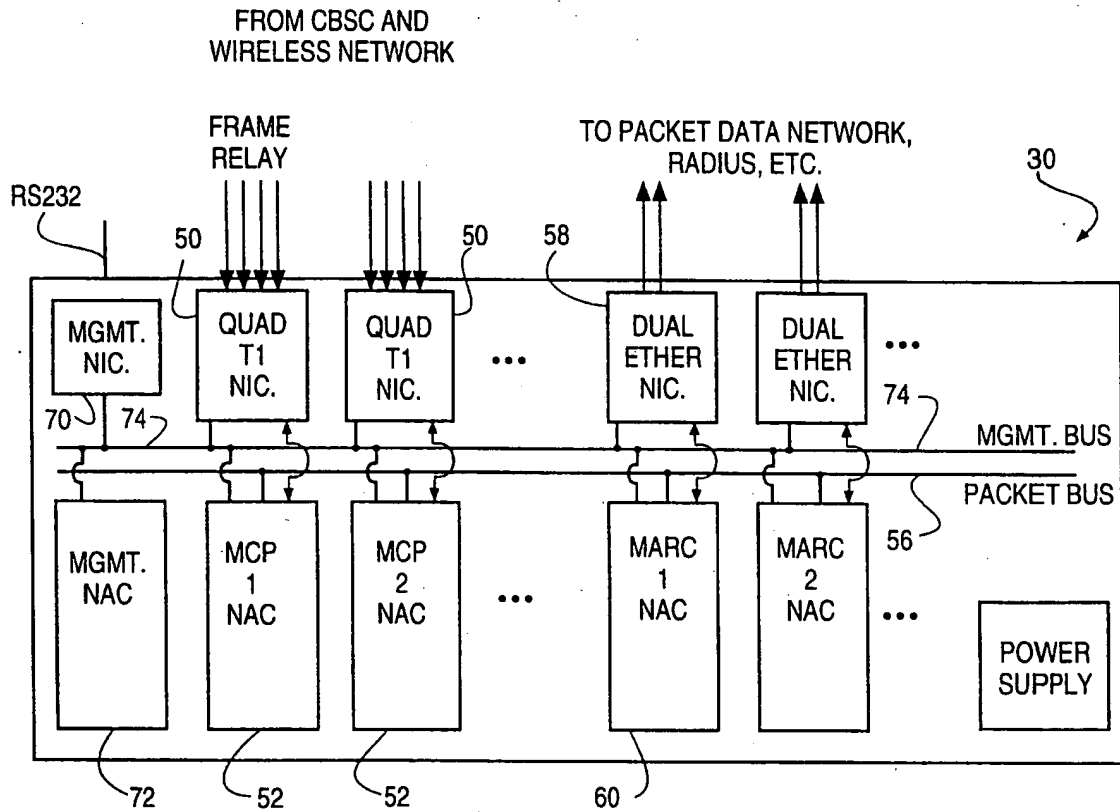 FROM CBSC AND
WIRELESS NETWORK
FRAME
RELAY
TO PACKET DATA NETWORK,
RADIUS, ETC.
30
RS232
50
50
58
MGMT.
NIC.
QUAD
T1
NIC.
QUAD
T1
NIC.
...
DUAL
ETHER
NIC.
DUAL
ETHER
NIC.
...
70
74
74
MGMT. BUS
PACKET BUS
56
MGMT.
NAC
MCP
1
NAC
MCP
2
NAC
...
MARC
1
NAC
MARC
2
NAC
...
POWER
SUPPLY
72
52
52
60